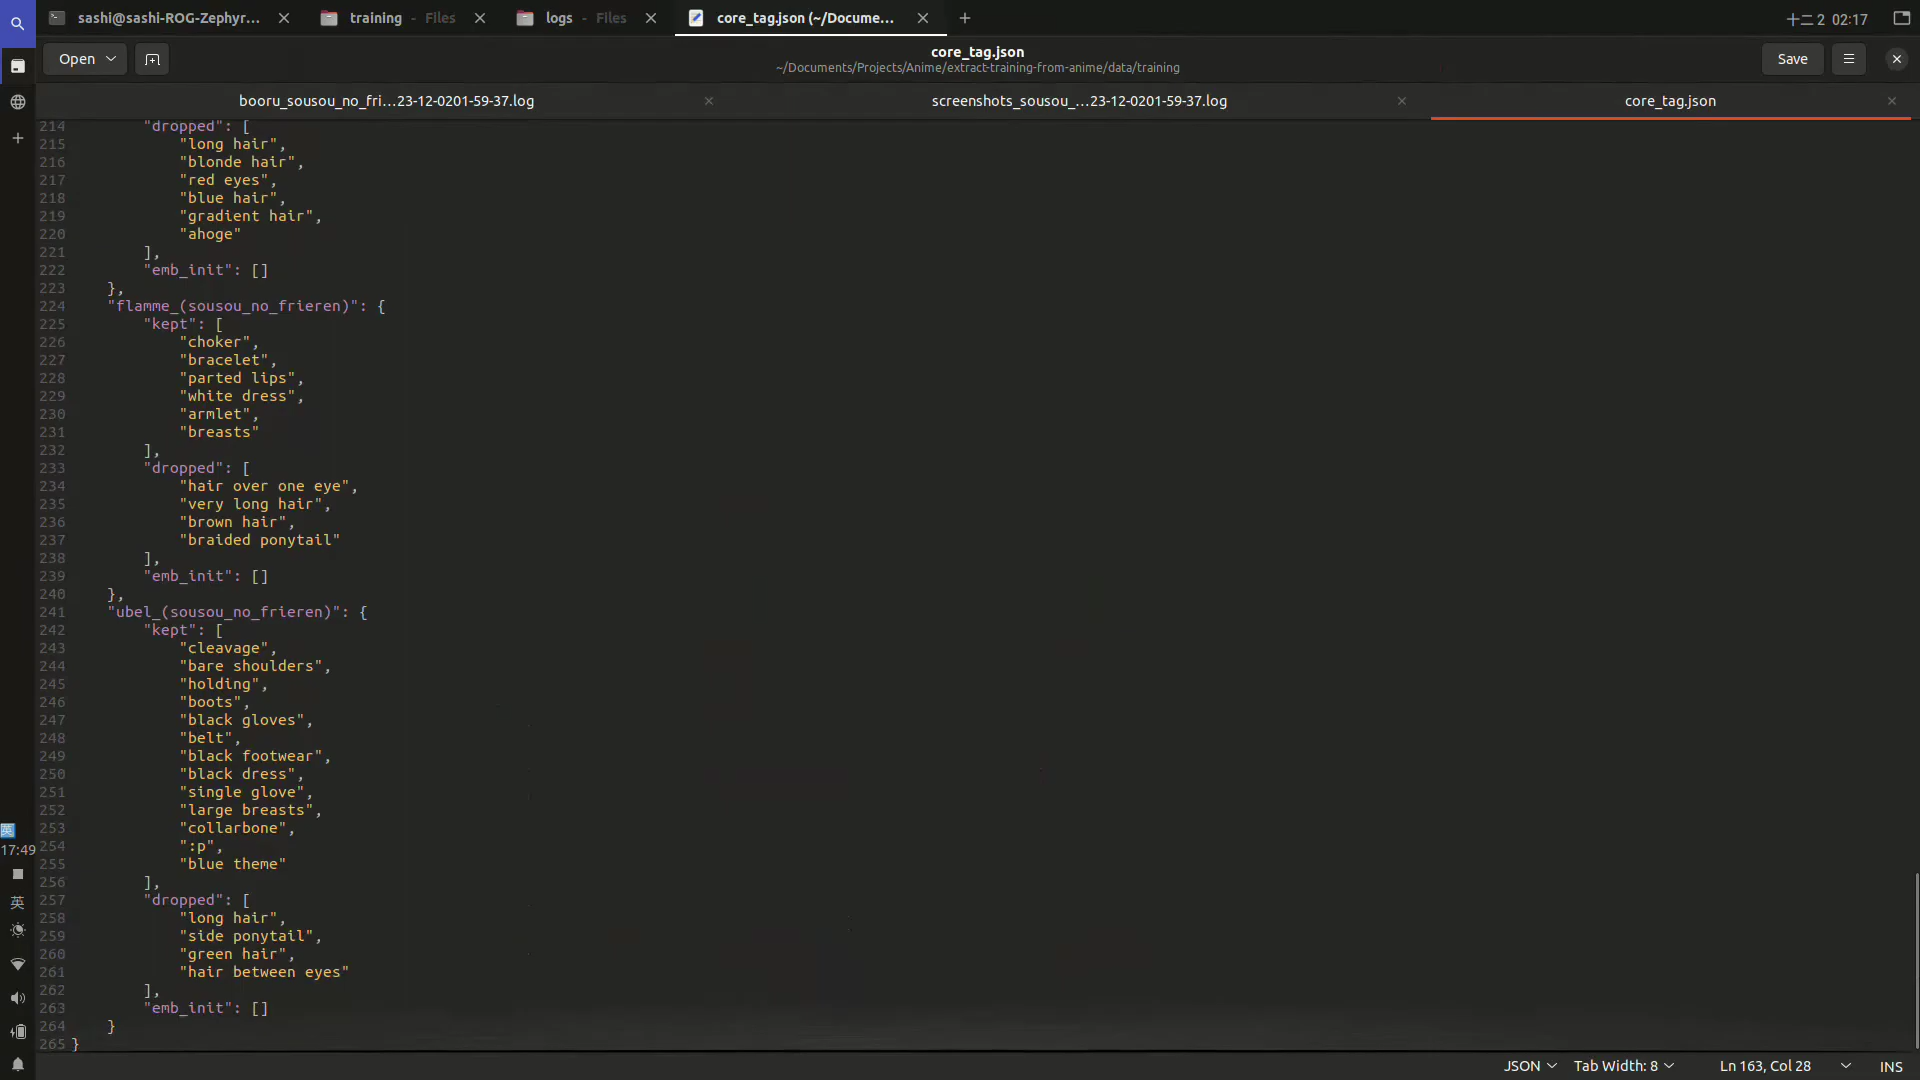 sashi@sashi-ROG-Zephyr...
training - Files
logs - Files
core_tag.json (~/Docume...
十二 2 02:17
Open
core_tag.json
~/Documents/Projects/Anime/extract-training-from-anime/data/training
Save
booru_sousou_no_fri...23-12-0201-59-37.log
screenshots_sousou_...23-12-0201-59-37.log
core_tag.json
214 "dropped": [
215 "long hair",
216 "blonde hair",
217 "red eyes",
218 "blue hair",
219 "gradient hair",
220 "ahoge"
221 ],
222 "emb_init": []
223 },
224 "flamme_(sousou_no_frieren)": {
225 "kept": [
226 "choker",
227 "bracelet",
228 "parted lips",
229 "white dress",
230 "armlet",
231 "breasts"
232 ],
233 "dropped": [
234 "hair over one eye",
235 "very long hair",
236 "brown hair",
237 "braided ponytail"
238 ],
239 "emb_init": []
240 },
241 "ubel_(sousou_no_frieren)": {
242 "kept": [
243 "cleavage",
244 "bare shoulders",
245 "holding",
246 "boots",
247 "black gloves",
248 "belt",
249 "black footwear",
250 "black dress",
251 "single glove",
252 "large breasts",
253 "collarbone",
254 ":p",
255 "blue theme"
256 ],
257 "dropped": [
258 "long hair",
259 "side ponytail",
260 "green hair",
261 "hair between eyes"
262 ],
263 "emb_init": []
264 }
265 }
英
17:49
英
JSON
Tab Width: 8
Ln 163, Col 28
INS